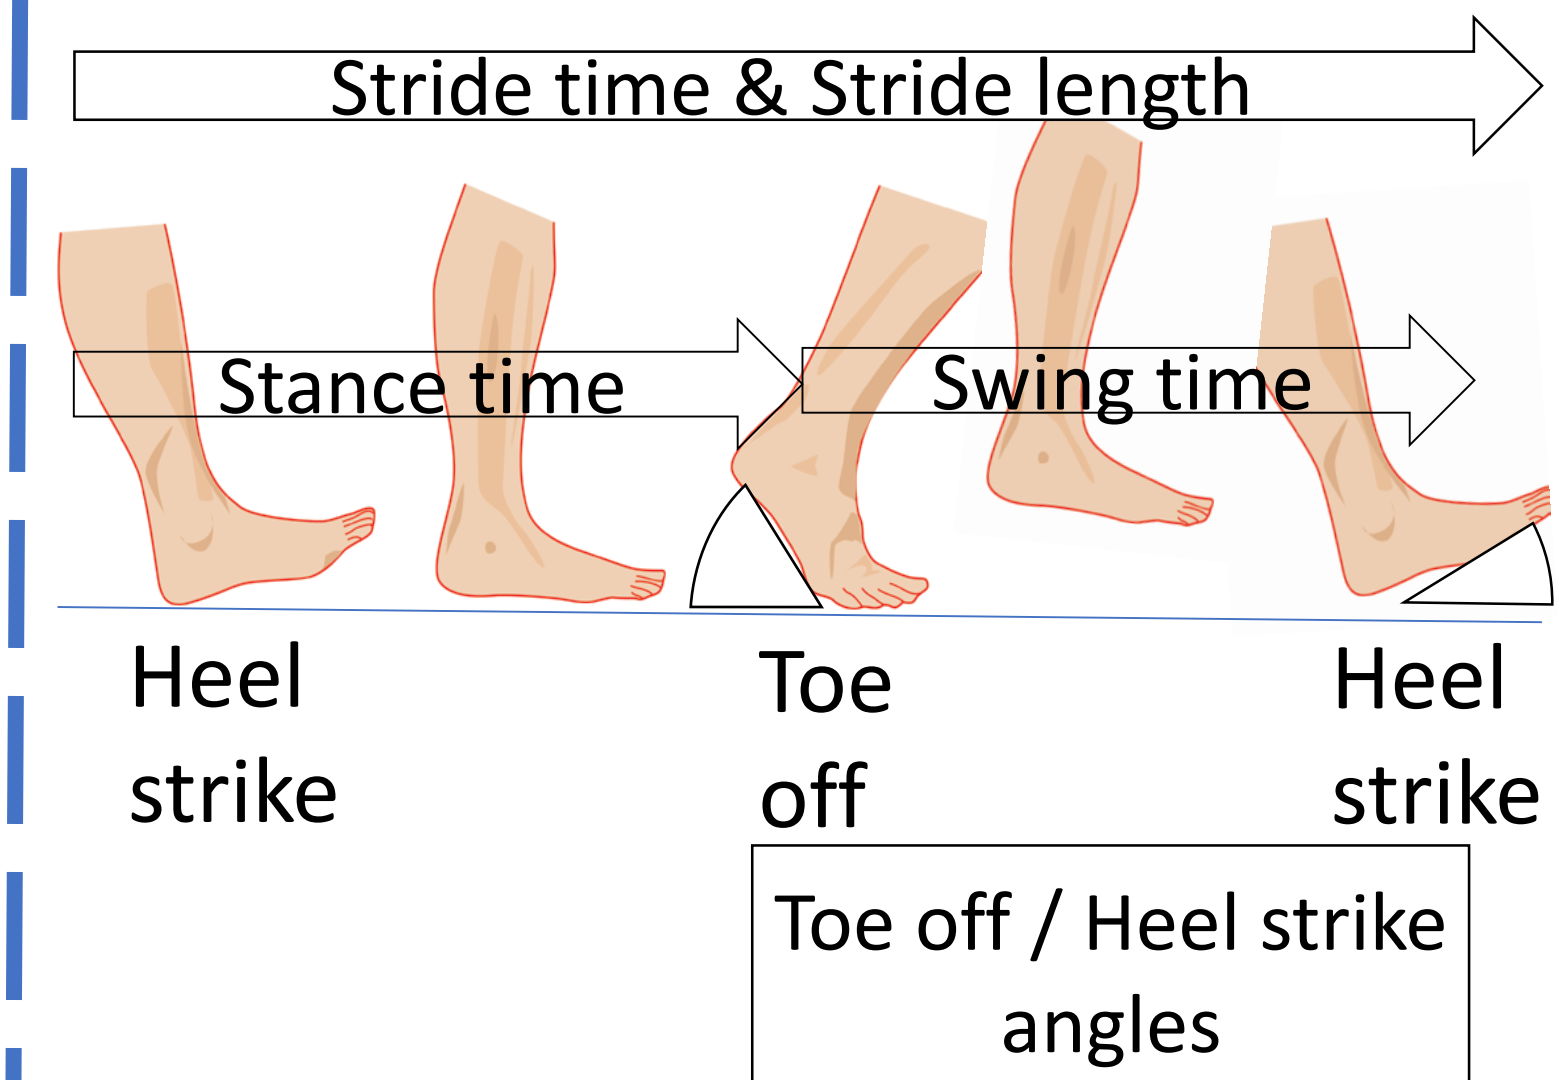 Stride time & Stride length
Stance time
Swing time
Heel
strike
Toe
off
Heel
strike
Toe off / Heel strike
angles